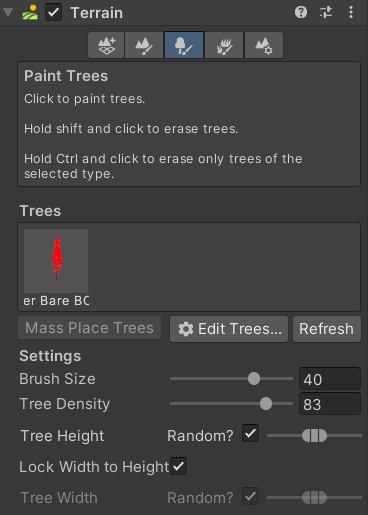 Terrain
Paint Trees
Click to paint trees.
Hold shift and click to erase trees.
Hold Ctrl and click to erase only trees of the
selected type.
Trees
er Bare BO
Mass Place Trees
Edit Trees...
Refresh
Settings
Brush Size
40
Tree Density
83
Tree Height Random?
Lock Width to Height
Tree Width Random?